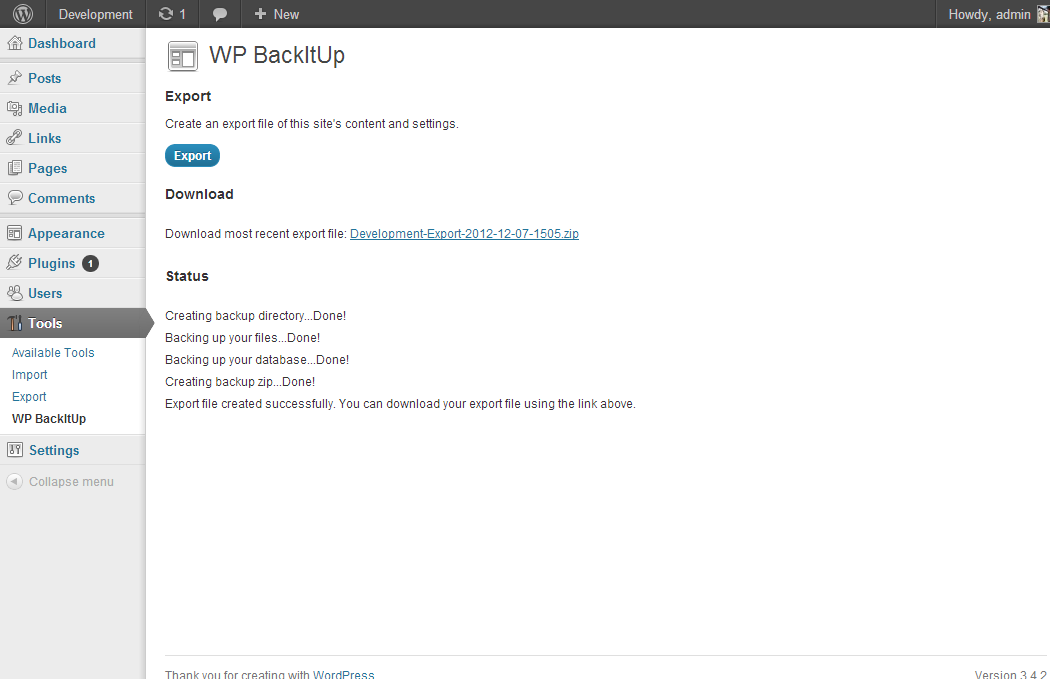 Development 1 New Howdy, admin
Dashboard
Posts
Media
Links
Pages
Comments
Appearance
Plugins 1
Users
Tools
Available Tools
Import
Export
WP BackItUp
Settings
Collapse menu
WP BackItUp
Export
Create an export file of this site's content and settings.
Export
Download
Download most recent export file: Development-Export-2012-12-07-1505.zip
Status
Creating backup directory...Done!
Backing up your files...Done!
Backing up your database...Done!
Creating backup zip...Done!
Export file created successfully. You can download your export file using the link above.
Thank you for creating with WordPress
Version 3.4.2